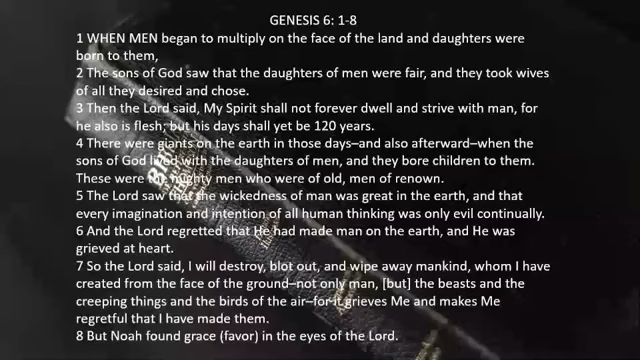 GENESIS 6: 1-8
1 WHEN MEN began to multiply on the face of the land and daughters were
born to them,
2 The sons of God saw that the daughters of men were fair, and they took wives
of all they desired and chose.
3 Then the Lord said, My Spirit shall not forever dwell and strive with man, for
he also is flesh; but his days shall yet be 120 years.
4 There were giants on the earth in those days–and also afterward–when the
sons of God lived with the daughters of men, and they bore children to them.
These were the mighty men who were of old, men of renown.
5 The Lord saw that the wickedness of man was great in the earth, and that
every imagination and intention of all human thinking was only evil continually.
6 And the Lord regretted that He had made man on the earth, and He was
grieved at heart.
7 So the Lord said, I will destroy, blot out, and wipe away mankind, whom I have
created from the face of the ground–not only man, [but] the beasts and the
creeping things and the birds of the air–for it grieves Me and makes Me
regretful that I have made them.
8 But Noah found grace (favor) in the eyes of the Lord.